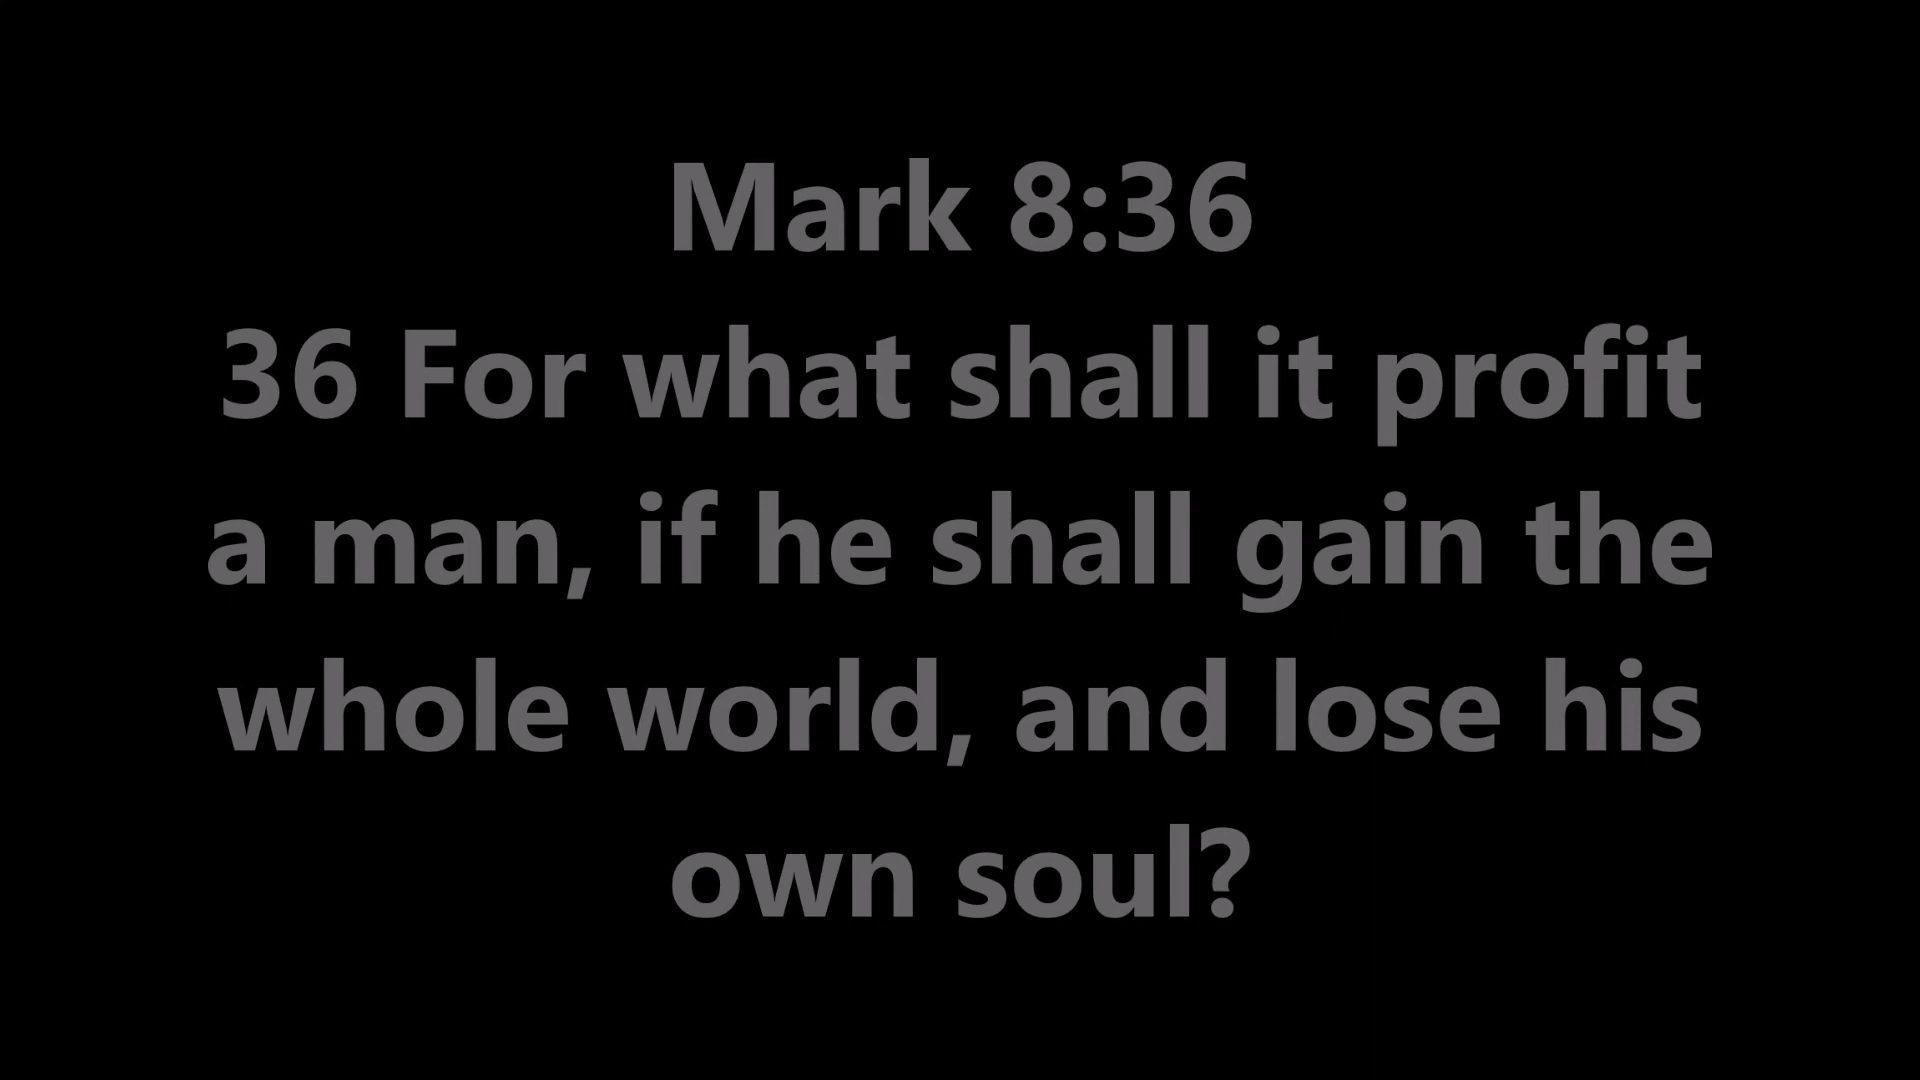 Mark 8:36
36 For what shall it profit
a man, if he shall gain the
whole world, and lose his
own soul?